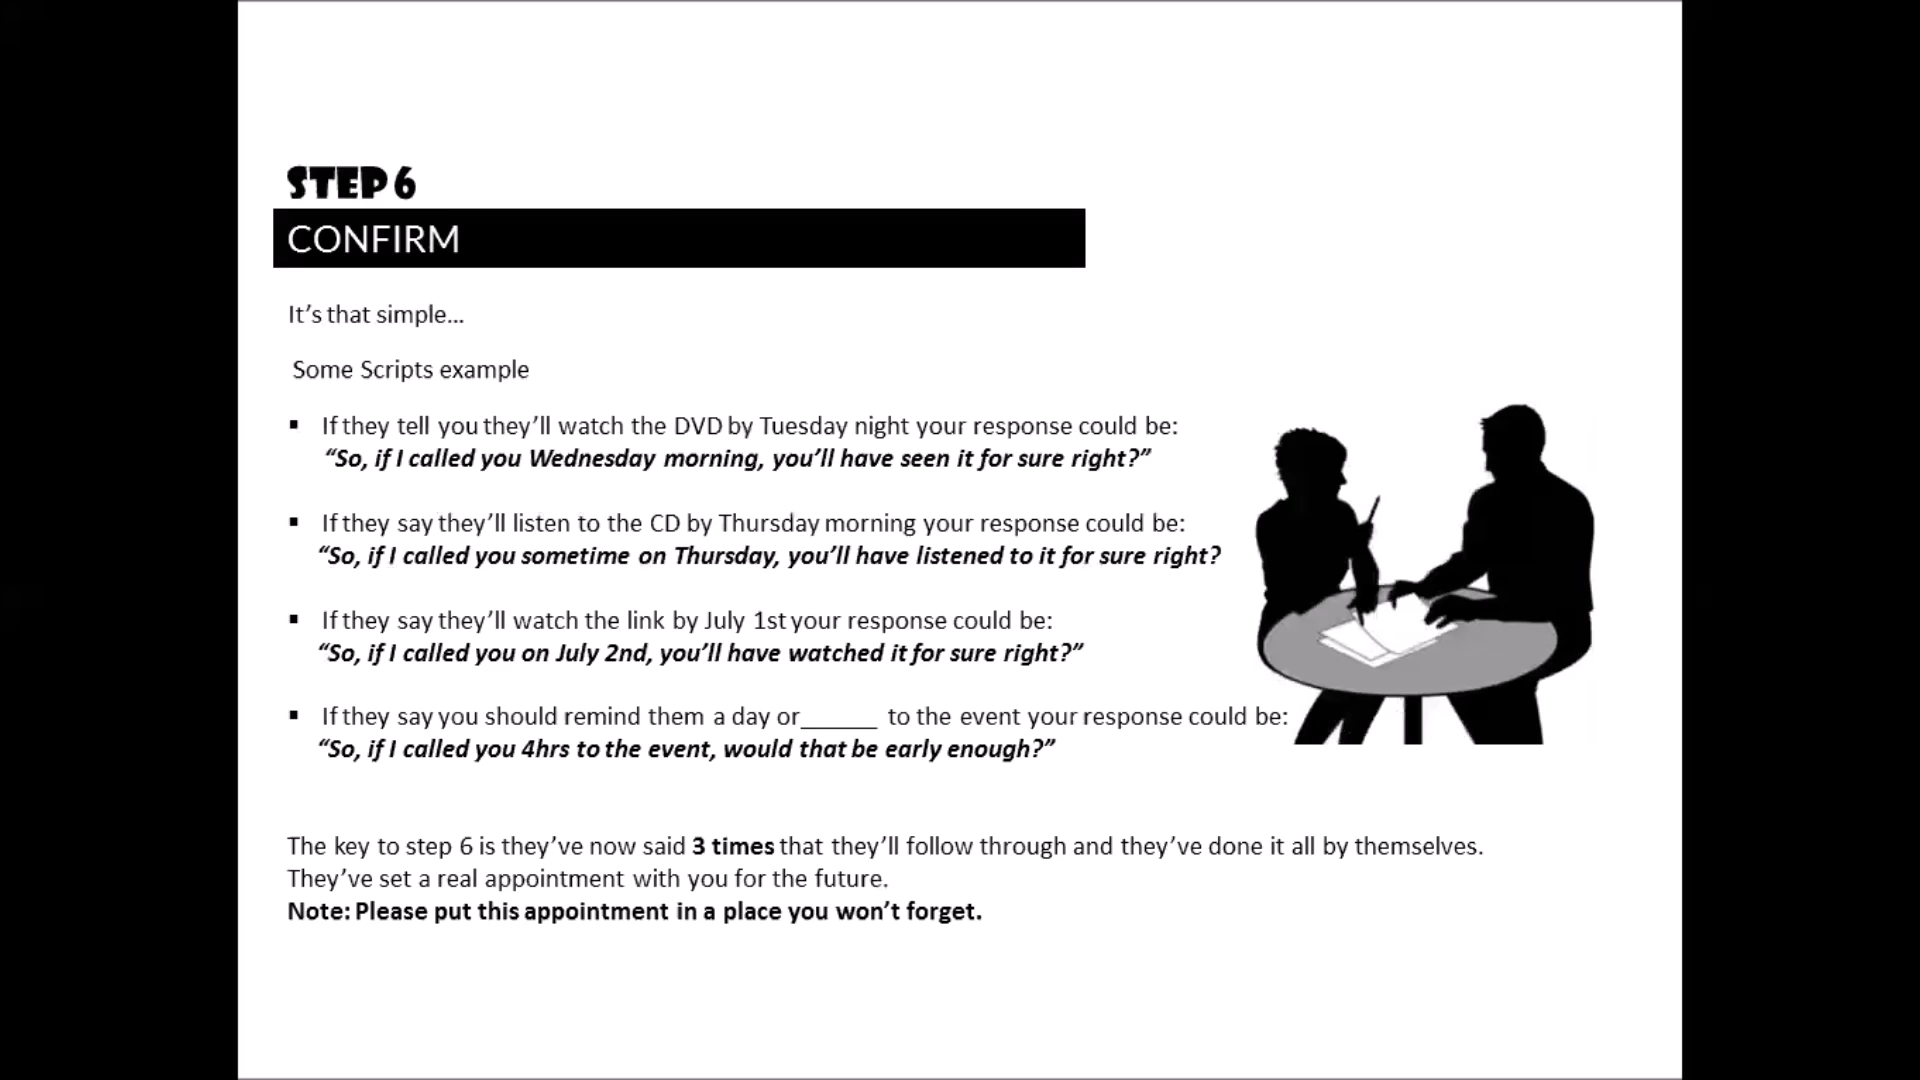 STEP 6
CONFIRM
It's that simple...
Some Scripts example
▪ If they tell you they'll watch the DVD by Tuesday night your response could be:
“So, if I called you Wednesday morning, you'll have seen it for sure right?”
▪ If they say they'll listen to the CD by Thursday morning your response could be:
“So, if I called you sometime on Thursday, you'll have listened to it for sure right?
▪ If they say they'll watch the link by July 1st your response could be:
“So, if I called you on July 2nd, you'll have watched it for sure right?”
▪ If they say you should remind them a day or______ to the event your response could be:
“So, if I called you 4hrs to the event, would that be early enough?”
The key to step 6 is they've now said 3 times that they'll follow through and they've done it all by themselves.
They've set a real appointment with you for the future.
Note: Please put this appointment in a place you won't forget.